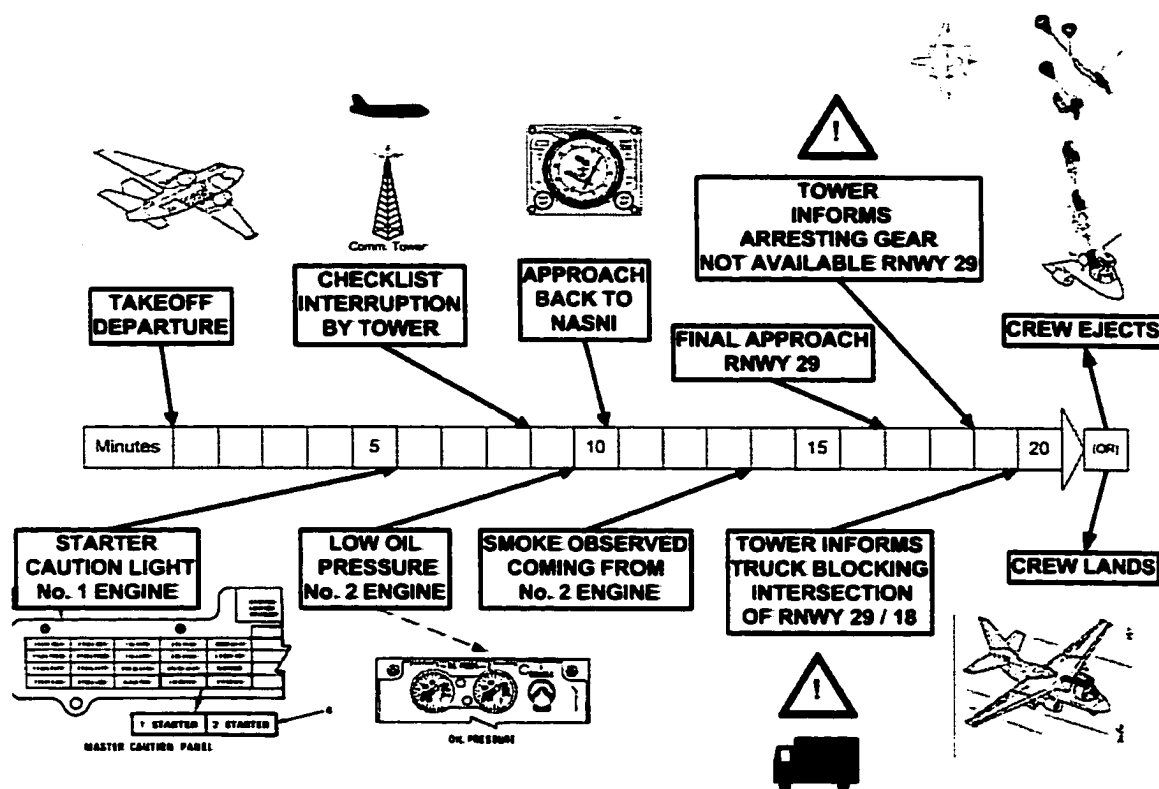 Comm. Tower
TAKEOFF
DEPARTURE
CHECKLIST
INTERRUPTION
BY TOWER
APPROACH
BACK TO
NASNI
!
TOWER
INFORMS
ARRESTING GEAR
NOT AVAILABLE RNWY 29
FINAL APPROACH
RNWY 29
CREW EJECTS
Minutes 5 10 15 20 [OR]
STARTER
CAUTION LIGHT
No. 1 ENGINE
LOW OIL
PRESSURE
No. 2 ENGINE
SMOKE OBSERVED
COMING FROM
No. 2 ENGINE
TOWER INFORMS
TRUCK BLOCKING
INTERSECTION
OF RNWY 29 / 18
CREW LANDS
1 STARTER 2 STARTER
MASTER CAUTION PANEL
OIL PRESSURE
!